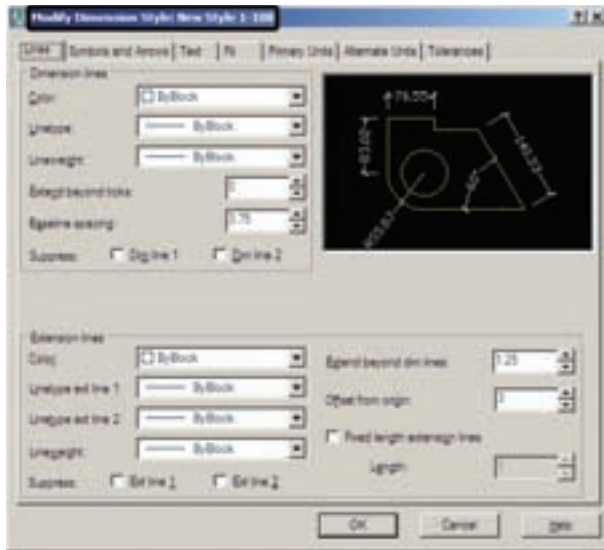 Modify Dimension Style: New Style 1-100
Lines Symbols and Arrows Text Fit Primary Units Alternate Units Tolerances
Dimension lines
Color: ByBlock
Linetype: ByBlock
Lineweight: ByBlock
Extend beyond ticks: 0
Baseline spacing: 3.75
Suppress: Dim line 1 Dim line 2
Extension lines
Color: ByBlock
Linetype ext line 1 ByBlock
Linetype ext line 2 ByBlock
Lineweight: ByBlock
Suppress: Ext line 1 Ext line 2
Extend beyond dim lines: 1.25
Offset from origin:
Fixed length extension lines
Length: 1
OK Cancel Help